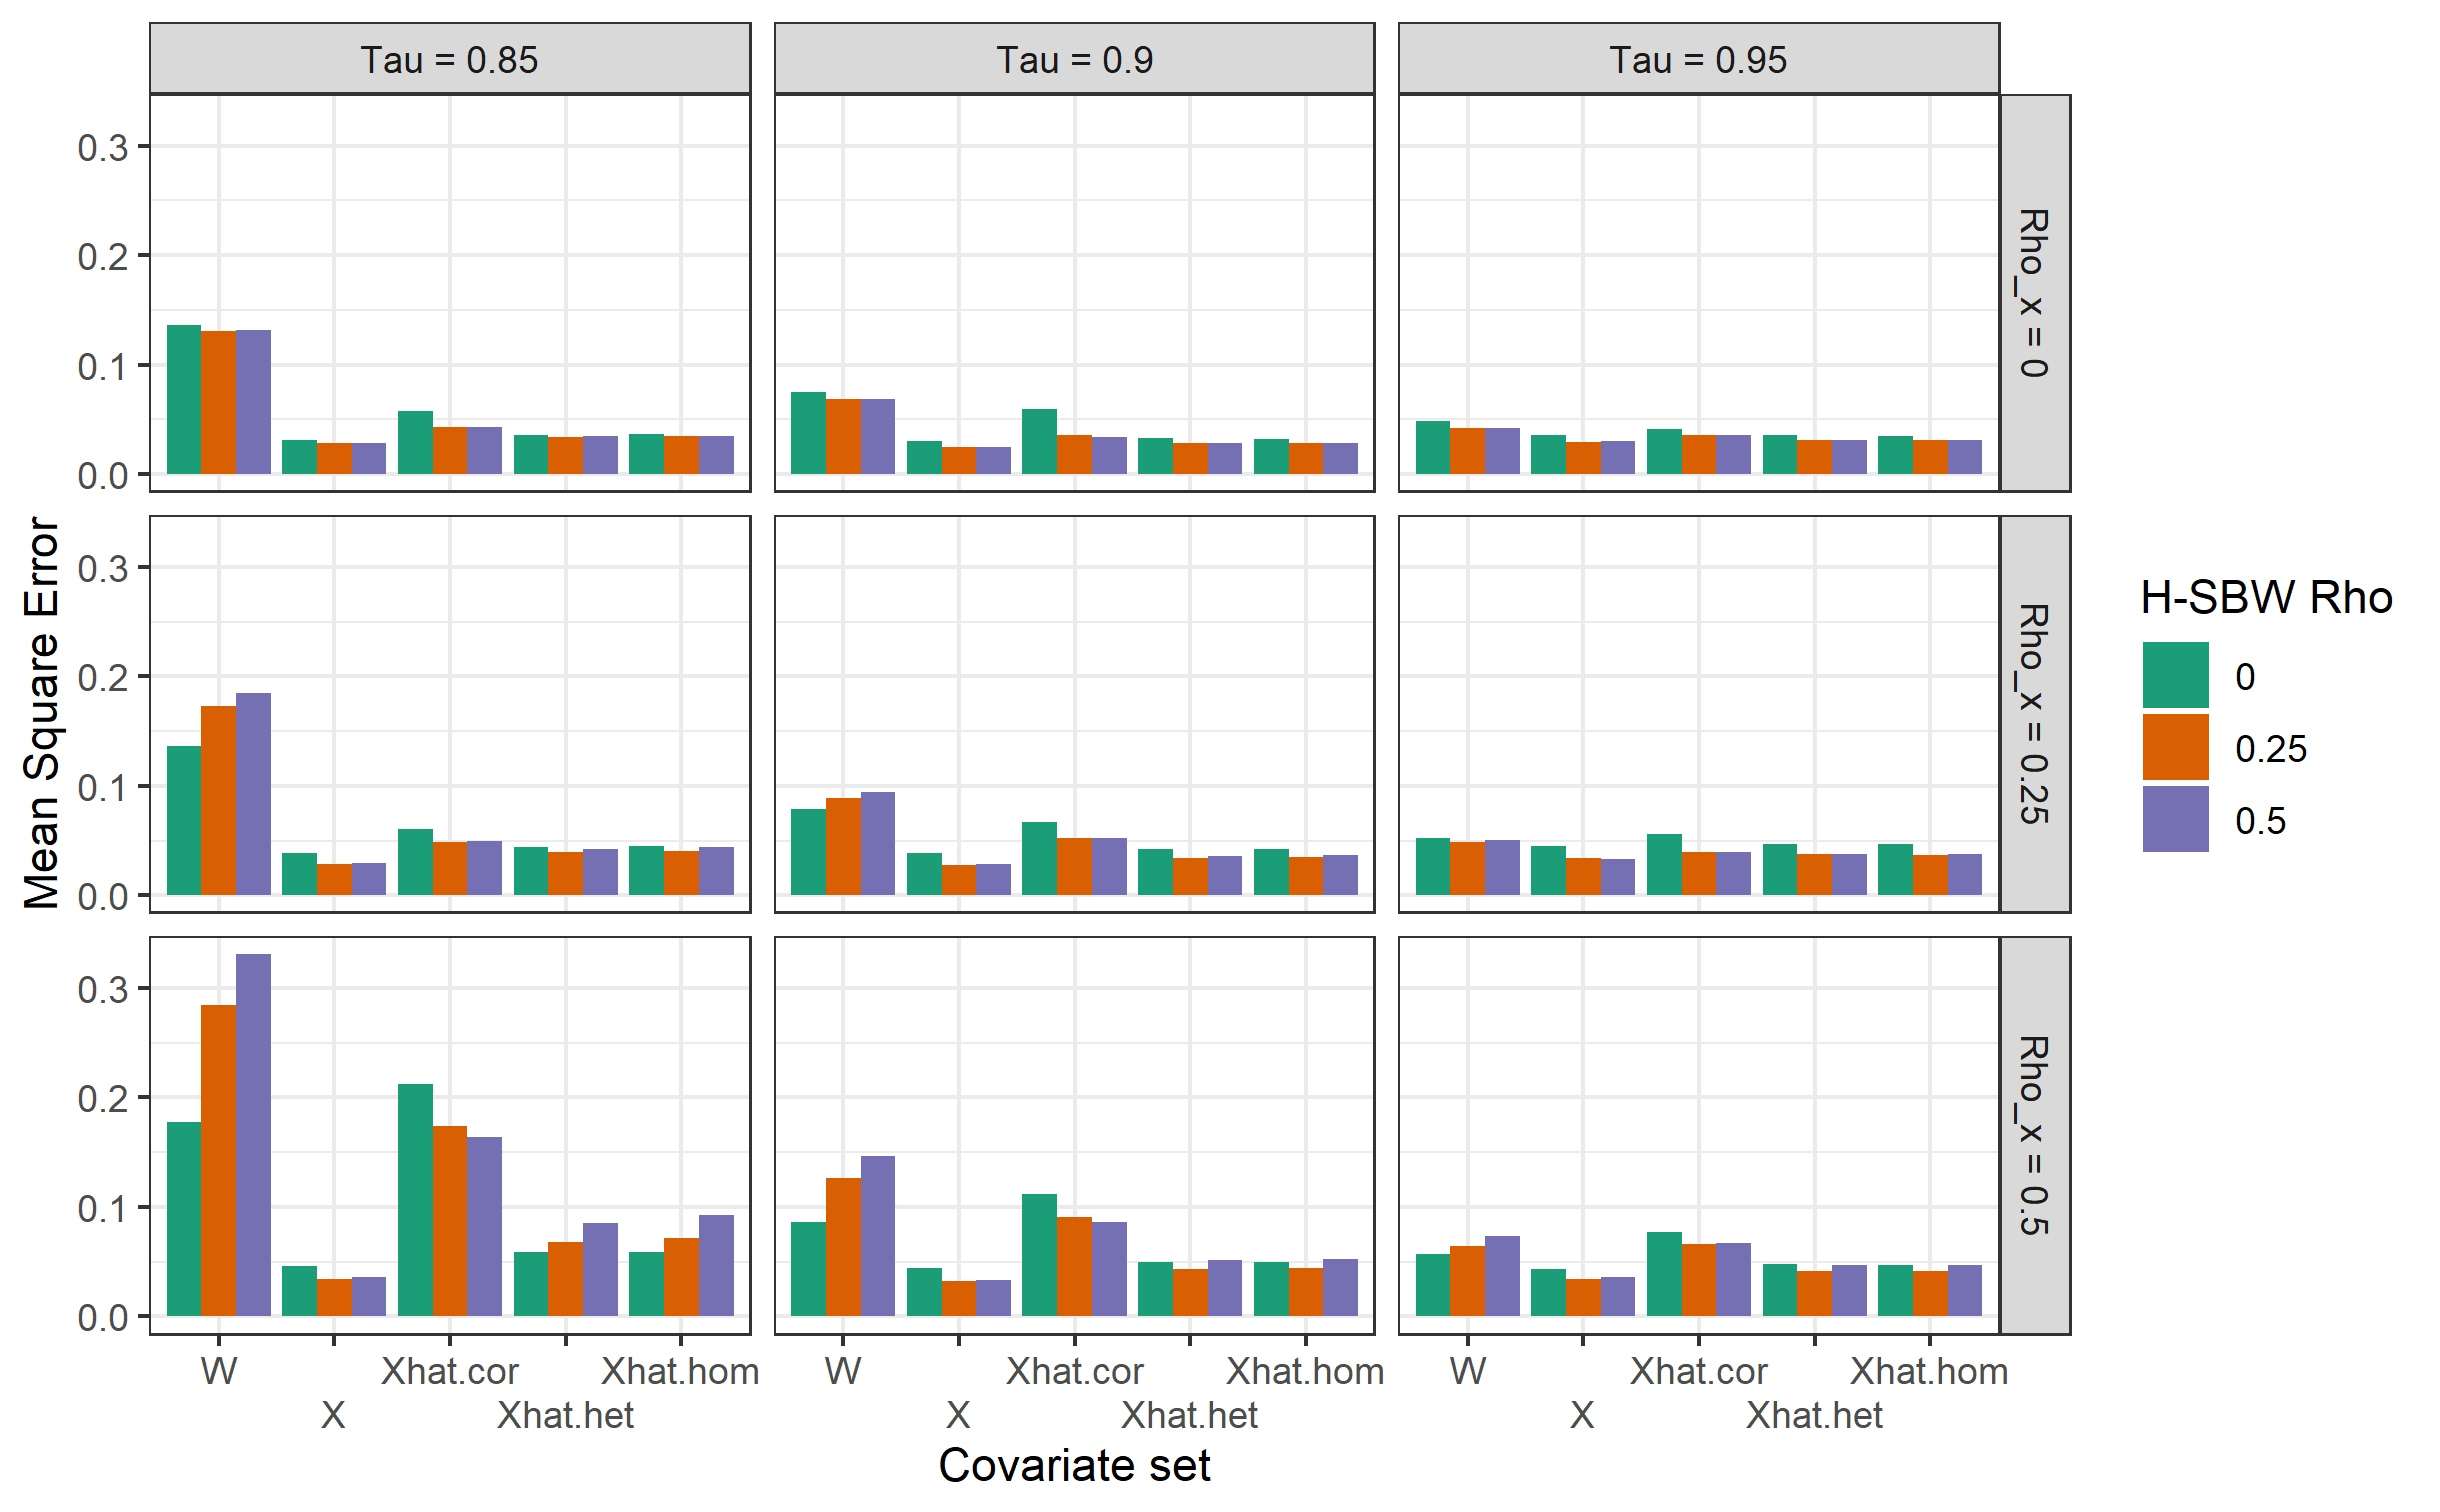 Tau = 0.85
Tau = 0.9
Tau = 0.95
Mean Square Error
0.3
0.2
0.1
0.0
Rho_x = 0
0.3
0.2
0.1
0.0
Rho_x = 0.25
0.3
0.2
0.1
0.0
Rho_x = 0.5
W
X
Xhat.cor
Xhat.het
Xhat.hom
W
X
Xhat.cor
Xhat.het
Xhat.hom
W
X
Xhat.cor
Xhat.het
Xhat.hom
Covariate set
H-SBW Rho
0
0.25
0.5